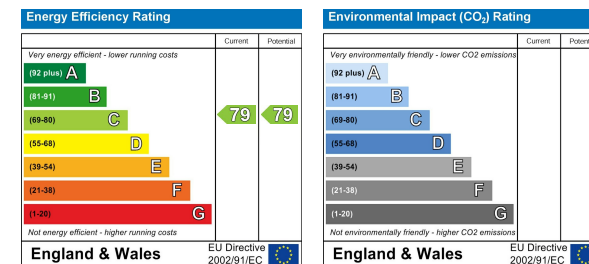 Energy Efficiency Rating
Current Potential
Very energy efficient - lower running costs
(92 plus) A
(81-91) B
(69-80) C
79 79
(55-68) D
(39-54) E
(21-38) F
(1-20) G
Not energy efficient - higher running costs
England & Wales
EU Directive
2002/91/EC
Environmental Impact (CO₂) Rating
Current Potent
Very environmentally friendly - lower CO2 emissions
(92 plus) A
(81-91) B
(69-80) C
(55-68) D
(39-54) E
(21-38) F
(1-20) G
Not environmentally friendly - higher CO2 emissions
England & Wales
EU Directive
2002/91/EC